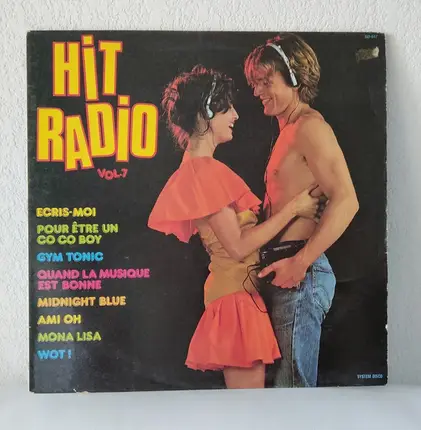 HiT
RADIO
VOL.7
ECRIS-MOI
POUR ÊTRE UN
CO CO BOY
GYM TONIC
QUAND LA MUSIQUE
EST BONNE
MIDNIGHT BLUE
AMI OH
MONA LISA
WOT !